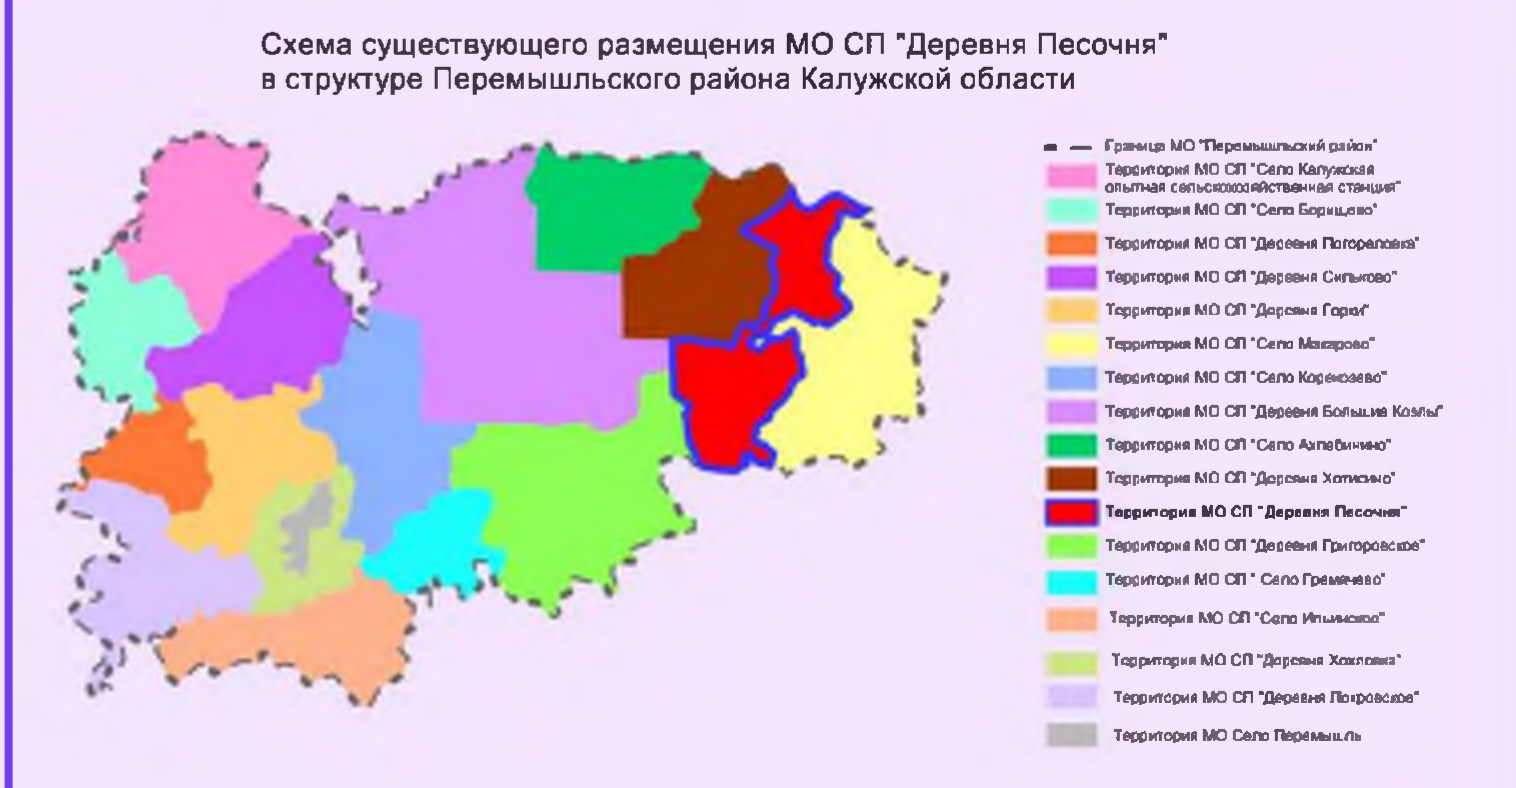 Схема существующего размещения МО СП "Деревня Песочня"
в структуре Перемышльского района Калужской области
Граница МО "Перемышльский район"
Территория МО СП "Село Калужская
опытная сельскохозяйственная станция"
Территория МО СП "Село Борищево"
Территория МО СП "Деревня Погореловка"
Территория МО СП "Деревня Сильково"
Территория МО СП "Деревня Горки"
Территория МО СП "Село Макарово"
Территория МО СП "Село Корекозево"
Территория МО СП "Деревня Большие Козлы"
Территория МО СП "Село Ахлебинино"
Территория МО СП "Деревня Хотисино"
Территория МО СП "Деревня Песочня"
Территория МО СП "Деревня Григоровское"
Территория МО СП " Село Гремячево"
Территория МО СП "Село Ильинское"
Территория МО СП "Деревня Хохловка"
Территория МО СП "Деревня Покровское"
Территория МО Село Перемышль